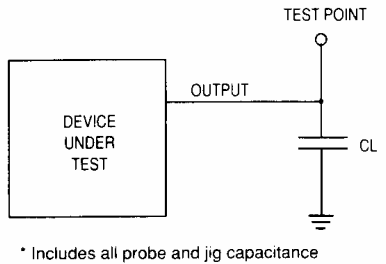 TEST POINT
OUTPUT
DEVICE
UNDER
TEST
CL
* Includes all probe and jig capacitance